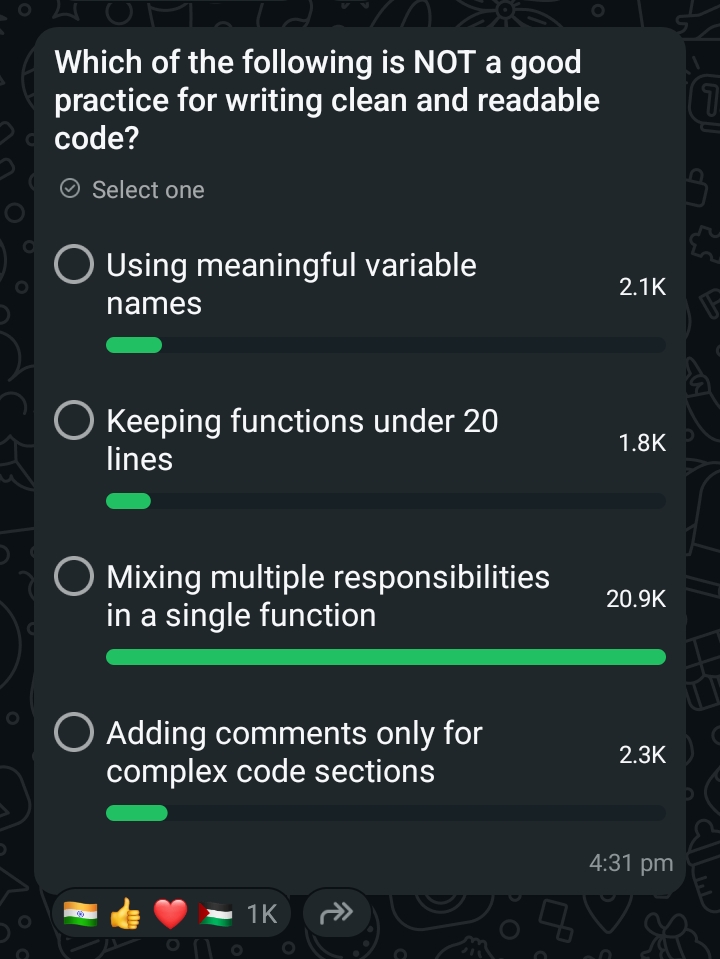 Which of the following is NOT a good
practice for writing clean and readable
code?
Select one
Using meaningful variable
names
2.1K
Keeping functions under 20
lines
1.8K
Mixing multiple responsibilities
in a single function
20.9K
Adding comments only for
complex code sections
2.3K
4:31 pm
1K